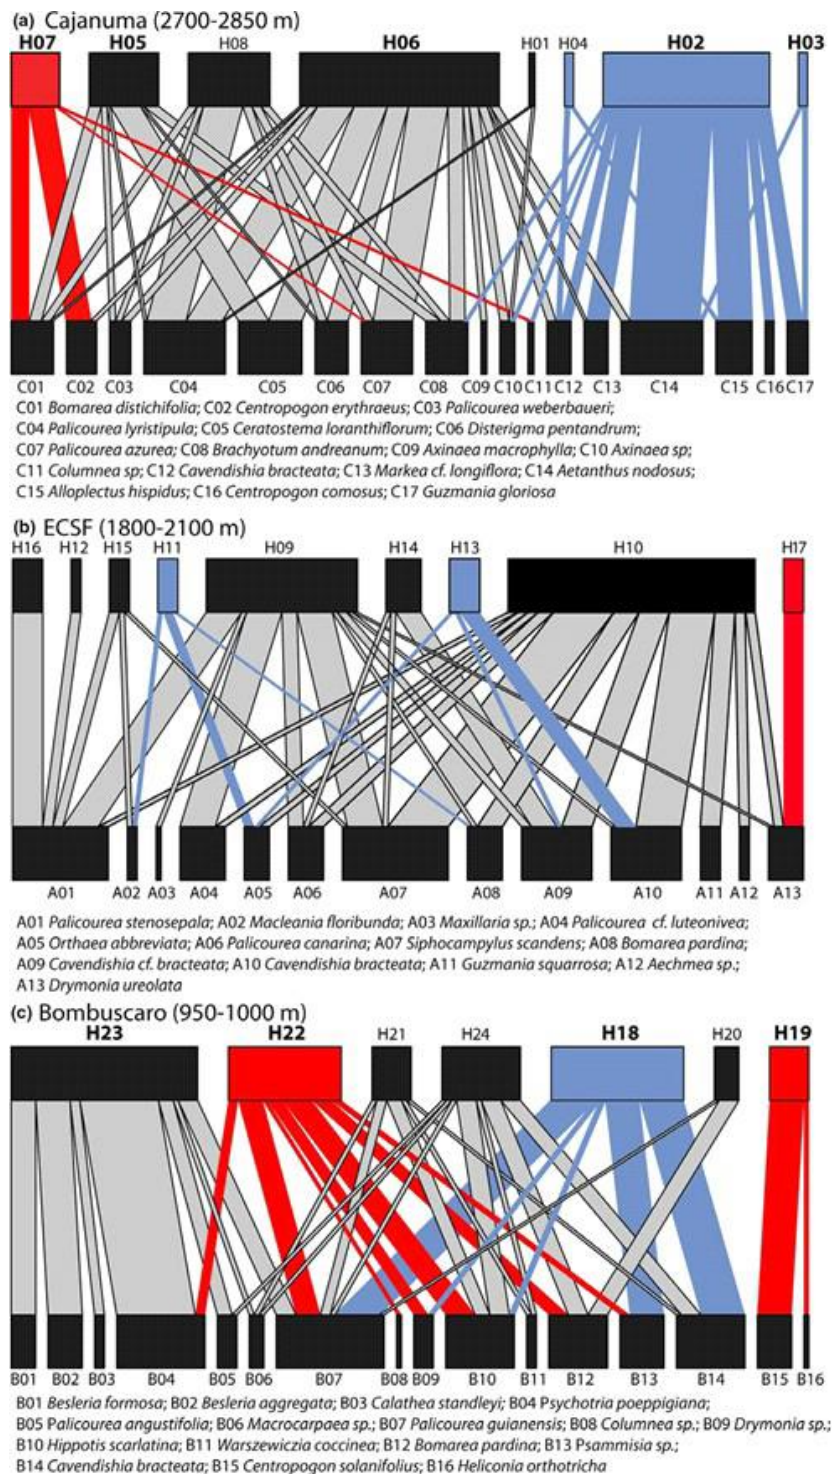 (a) Cajanuma (2700-2850 m)
H07 H05 H08 H06 H01 H04 H02 H03
C01 C02 C03 C04 C05 C06 C07 C08 C09 C10 C11 C12 C13 C14 C15 C16 C17
C01 Bomarea distichifolia; C02 Centropogon erythraeus; C03 Palicourea weberbaueri;
C04 Palicourea lyristipula; C05 Ceratostema loranthiflorum; C06 Disterigma pentandrum;
C07 Palicourea azurea; C08 Brachyotum andreanum; C09 Axinaea macrophylla; C10 Axinaea sp;
C11 Columnea sp; C12 Cavendishia bracteata; C13 Markea cf. longiflora; C14 Aetanthus nodosus;
C15 Alloplectus hispidus; C16 Centropogon comosus; C17 Guzmania gloriosa
(b) ECSF (1800-2100 m)
H16 H12 H15 H11 H09 H14 H13 H10 H17
A01 A02 A03 A04 A05 A06 A07 A08 A09 A10 A11 A12 A13
A01 Palicourea stenosepala; A02 Macleania floribunda; A03 Maxillaria sp.; A04 Palicourea cf. luteonivea;
A05 Orthaea abbreviata; A06 Palicourea canarina; A07 Siphocampylus scandens; A08 Bomarea pardina;
A09 Cavendishia cf. bracteata; A10 Cavendishia bracteata; A11 Guzmania squarrosa; A12 Aechmea sp.;
A13 Drymonia ureolata
(c) Bombuscaro (950-1000 m)
H23 H22 H21 H24 H18 H20 H19
B01 B02 B03 B04 B05 B06 B07 B08 B09 B10 B11 B12 B13 B14 B15 B16
B01 Besleria formosa; B02 Besleria aggregata; B03 Calathea standleyi; B04 Psychotria poeppigiana;
B05 Palicourea angustifolia; B06 Macrocarpaea sp.; B07 Palicourea guianensis; B08 Columnea sp.; B09 Drymonia sp.;
B10 Hippotis scarlatina; B11 Warszewiczia coccinea; B12 Bomarea pardina; B13 Psammisia sp.;
B14 Cavendishia bracteata; B15 Centropogon solanifolius; B16 Heliconia orthotricha